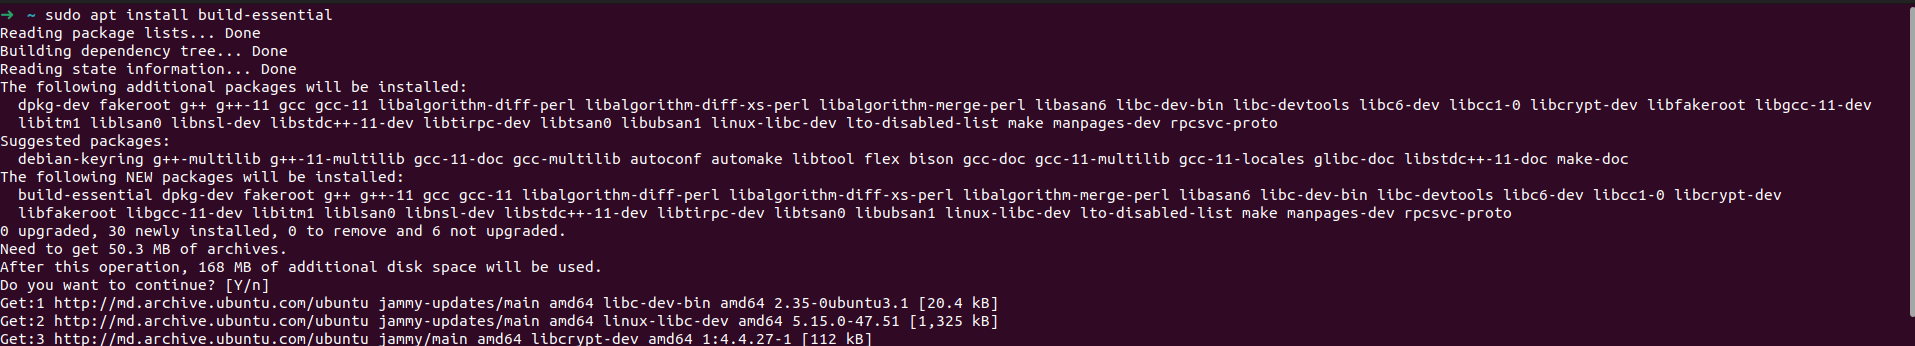 ➜ ~ sudo apt install build-essential
Reading package lists... Done
Building dependency tree... Done
Reading state information... Done
The following additional packages will be installed:
  dpkg-dev fakeroot g++ g++-11 gcc gcc-11 libalgorithm-diff-perl libalgorithm-diff-xs-perl libalgorithm-merge-perl libasan6 libc-dev-bin libc-devtools libc6-dev libcc1-0 libcrypt-dev libfakeroot libgcc-11-dev
  libitm1 liblsan0 libnsl-dev libstdc++-11-dev libtirpc-dev libtsan0 libubsan1 linux-libc-dev lto-disabled-list make manpages-dev rpcsvc-proto
Suggested packages:
  debian-keyring g++-multilib g++-11-multilib gcc-11-doc gcc-multilib autoconf automake libtool flex bison gcc-doc gcc-11-multilib gcc-11-locales glibc-doc libstdc++-11-doc make-doc
The following NEW packages will be installed:
  build-essential dpkg-dev fakeroot g++ g++-11 gcc gcc-11 libalgorithm-diff-perl libalgorithm-diff-xs-perl libalgorithm-merge-perl libasan6 libc-dev-bin libc-devtools libc6-dev libcc1-0 libcrypt-dev
  libfakeroot libgcc-11-dev libitm1 liblsan0 libnsl-dev libstdc++-11-dev libtirpc-dev libtsan0 libubsan1 linux-libc-dev lto-disabled-list make manpages-dev rpcsvc-proto
0 upgraded, 30 newly installed, 0 to remove and 6 not upgraded.
Need to get 50.3 MB of archives.
After this operation, 168 MB of additional disk space will be used.
Do you want to continue? [Y/n]
Get:1 http://md.archive.ubuntu.com/ubuntu jammy-updates/main amd64 libc-dev-bin amd64 2.35-0ubuntu3.1 [20.4 kB]
Get:2 http://md.archive.ubuntu.com/ubuntu jammy-updates/main amd64 linux-libc-dev amd64 5.15.0-47.51 [1,325 kB]
Get:3 http://md.archive.ubuntu.com/ubuntu jammy/main amd64 libcrypt-dev amd64 1:4.4.27-1 [112 kB]